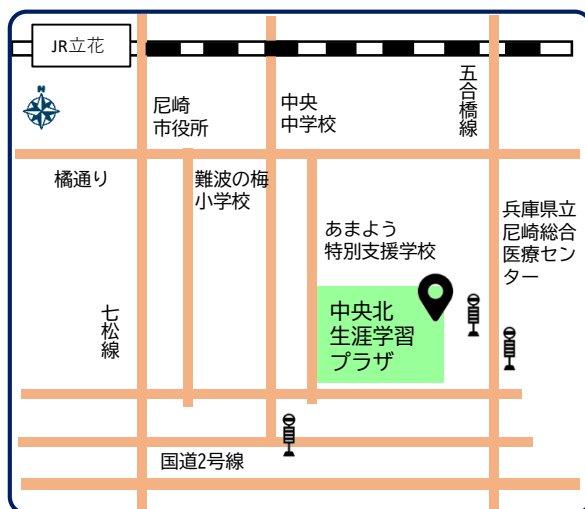 JR立花
N
五合橋線
尼崎
市役所
中央
中学校
橘通り
難波の梅
小学校
兵庫県立
尼崎総合
医療セン
ター
あまよう
特別支援学校
七松線
中央北
生涯学習
プラザ
国道2号線